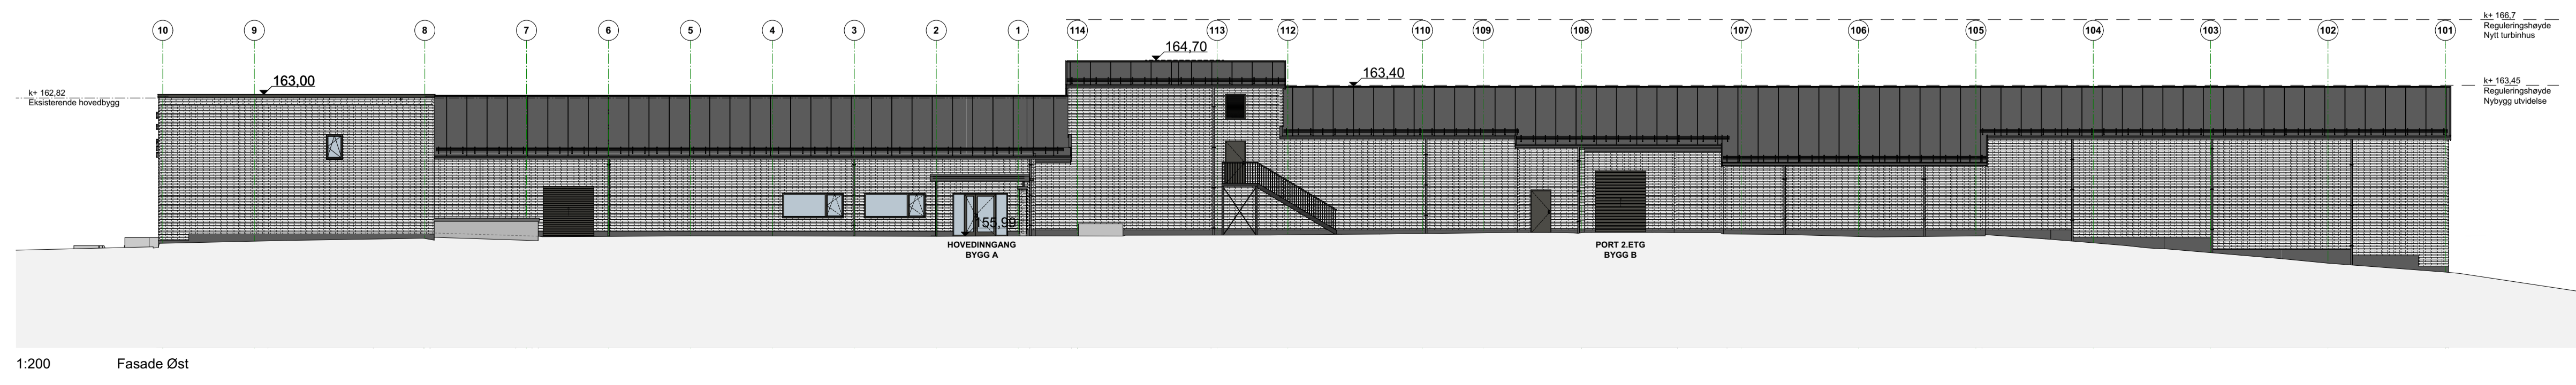 10 9 8 7 6 5 4 3 2 1 114 113 112 110 109 108 107 106 105 104 103 102 101
k+ 166,7
Reguleringshøyde
Nytt turbinhus
164,70
163,40
163,00
k+ 162,82
Eksisterende hovedbygg
k+ 163,45
Reguleringshøyde
Nybygg utvidelse
155,99
HOVEDINNGANG
BYGG A
PORT 2.ETG
BYGG B
1:200 Fasade Øst